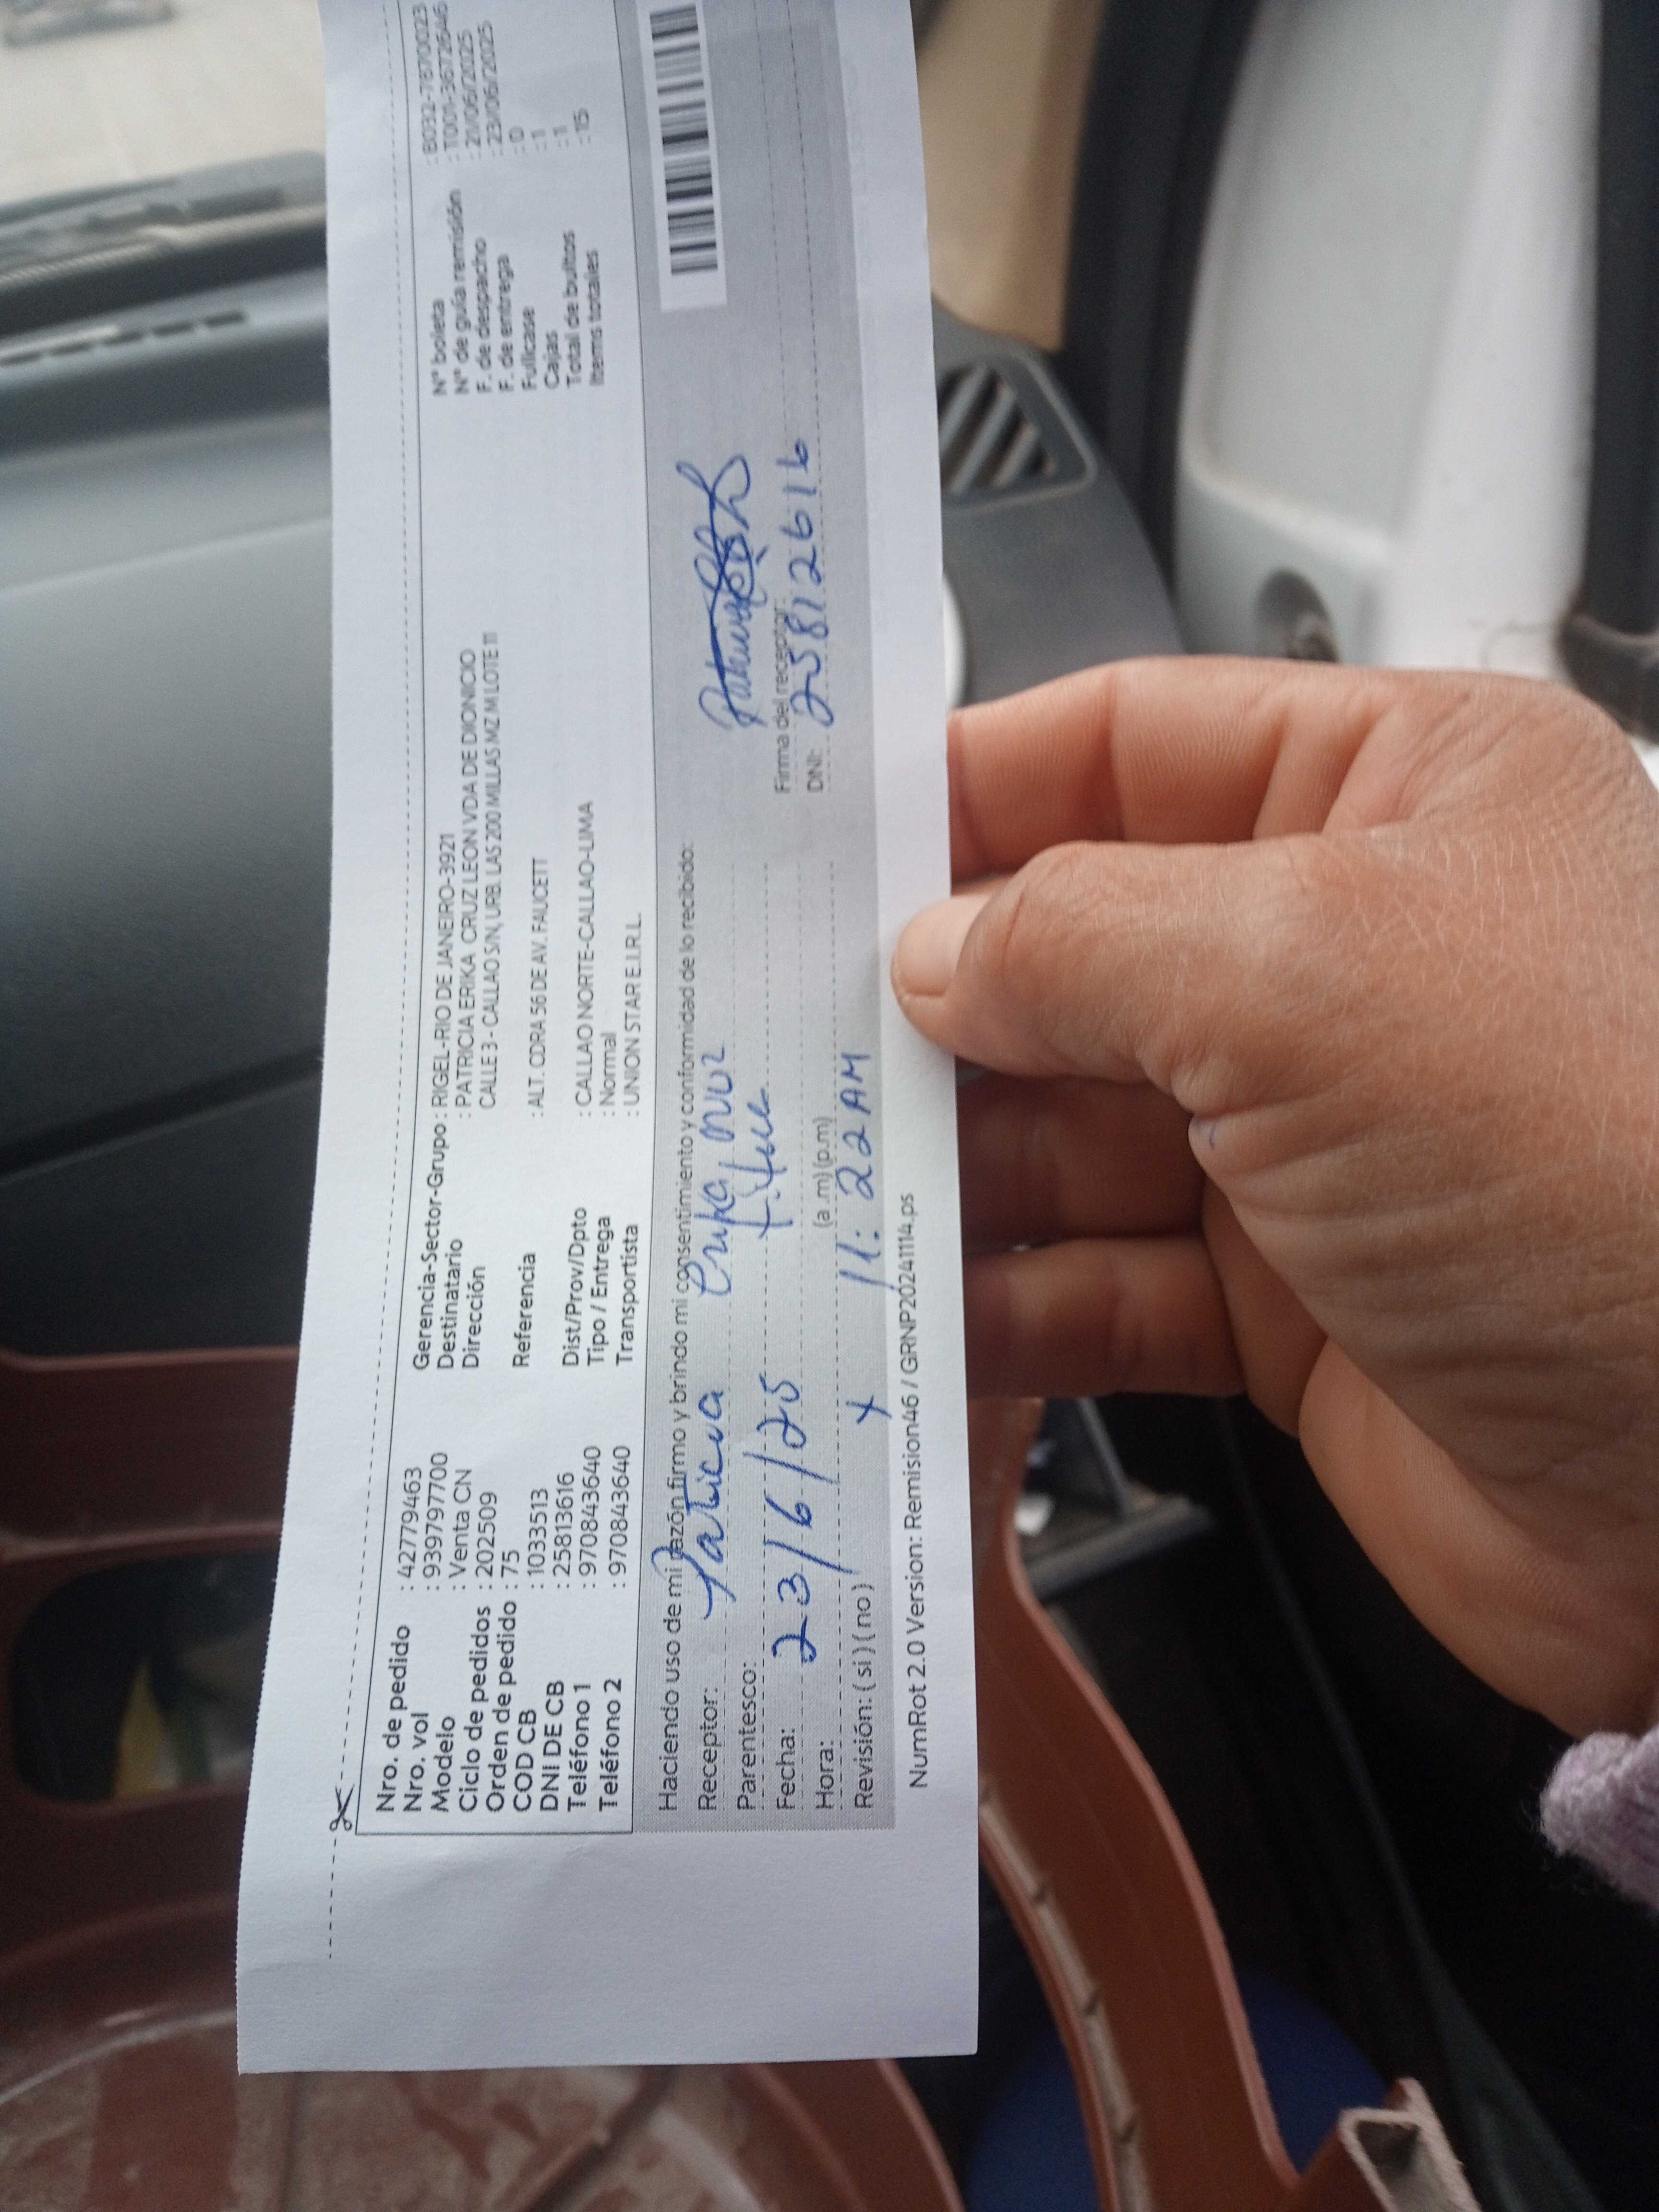 Nro. de pedido : 42779463
Nro. vol : 9397977700
Modelo : Venta CN
Ciclo de pedidos : 202509
Orden de pedido : 75
COD CB : 1033513
DNI DE CB : 25813616
Teléfono 1 : 970843640
Teléfono 2 : 970843640
Gerencia-Sector-Grupo : RIGEL-RIO DE JANEIRO-3921
Destinatario : PATRICIA ERIKA CRUZ LEON VDA DE DIONICIO
Dirección CALLE 3 - CALLAO S/N, URB. LAS 200 MILLAS MZ M LOTE 11
Referencia : ALT. CDRA 56 DE AV. FAUCETT
Dist/Prov/Dpto : CALLAO NORTE-CALLAO-LIMA
Tipo / Entrega : Normal
Transportista : UNION STAR E.I.R.L.
N° boleta
N° de guía remisión : T001-36772646
F. de despacho : 21/06/2025
F. de entrega : 23/06/2025
Fullcase : 0
Cajas : 1
Total de bultos : 1
Items totales : 15
Haciendo uso de mi razón firmo y brindo mi consentimiento y conformidad de lo recibido:
Receptor: Patricia
Parentesco:
Fecha: 23/6/25
Hora: (a .m) (p.m)
11:22 AM
Revisión: ( si ) ( no ) x
Firma del receptor:
DNI: 25812616
NumRot 2.0 Version: Remision46 / GRNP20241114.ps